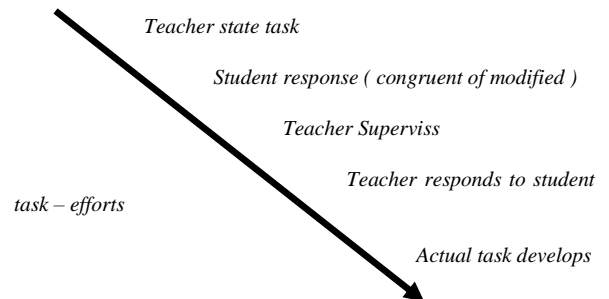 Teacher state task
Student response ( congruent of modified )
Teacher Superviss
Teacher responds to student
task – efforts
Actual task develops